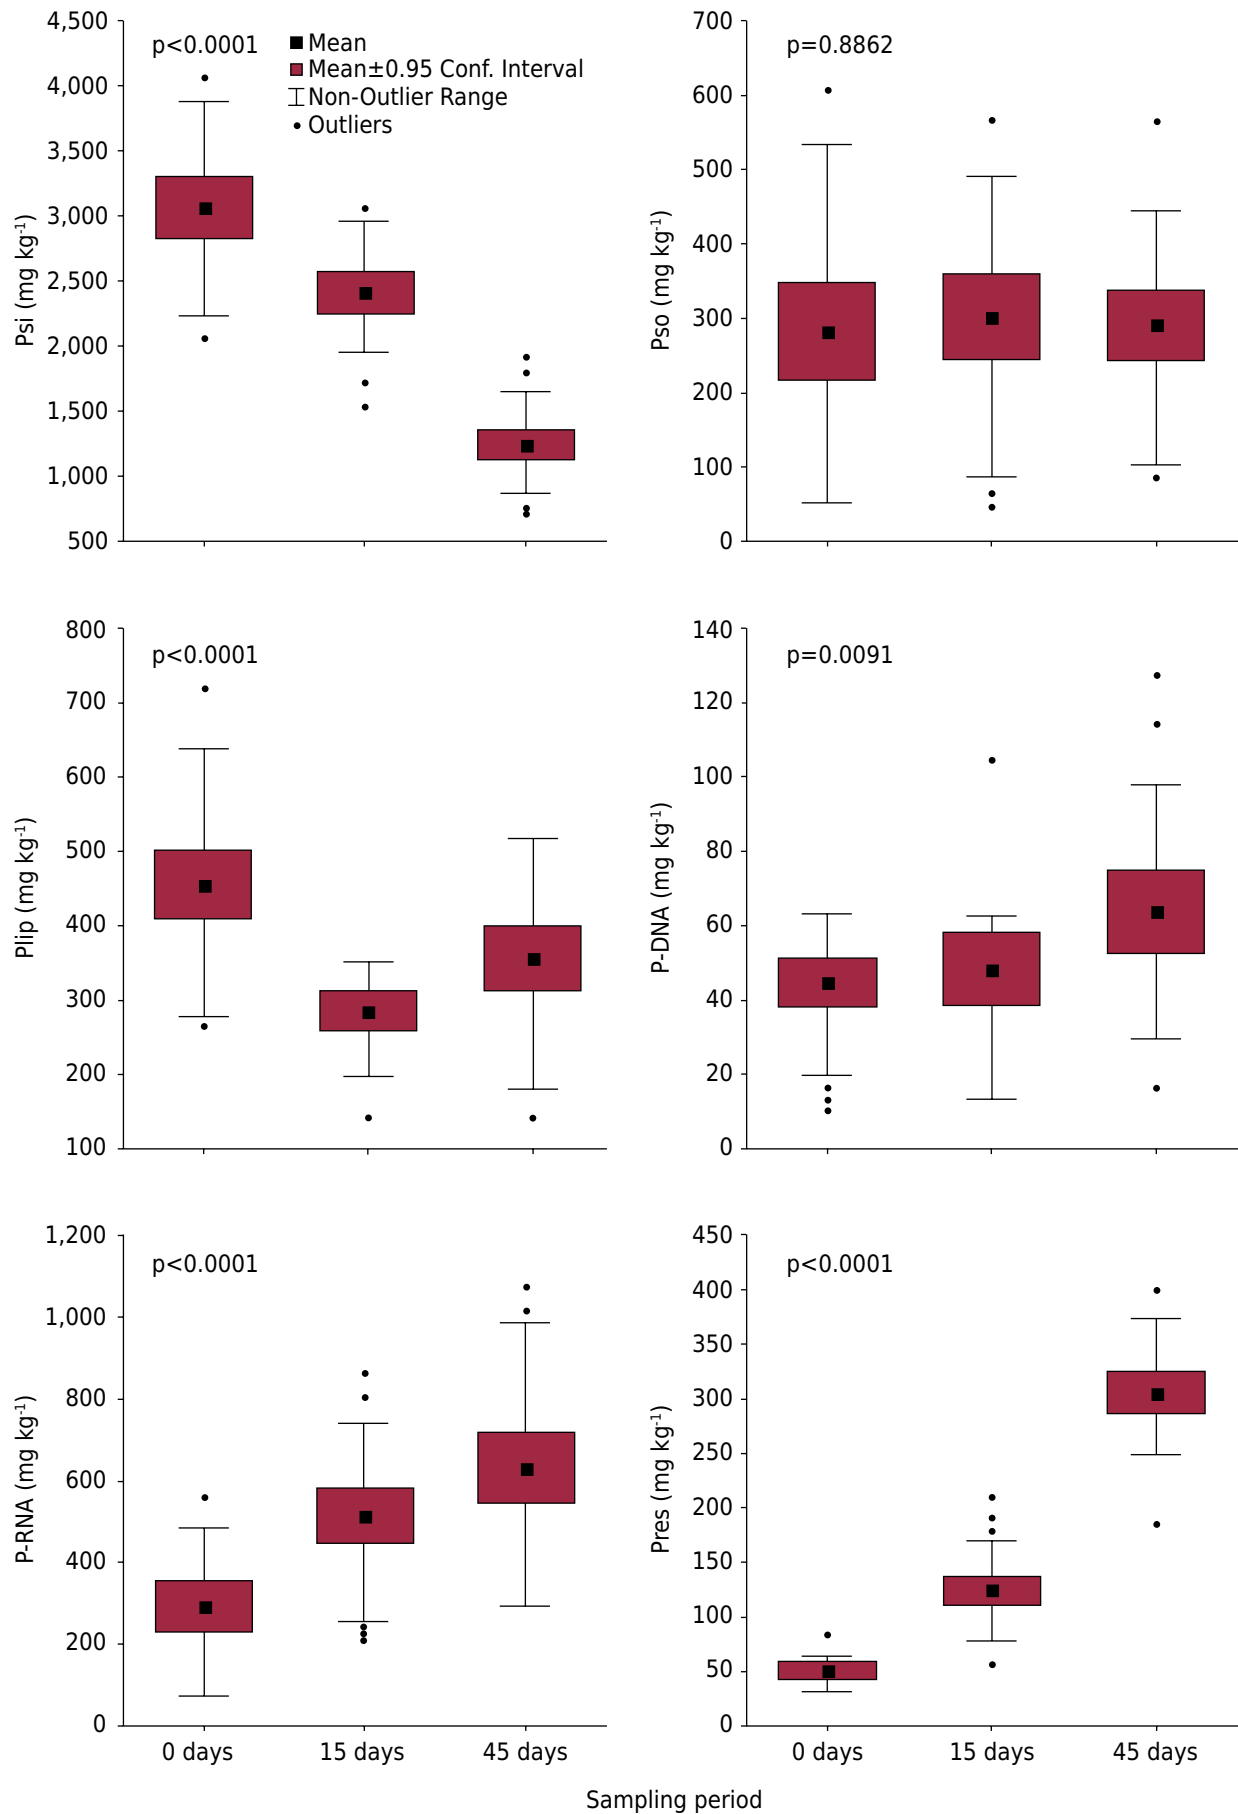 4,500
4,000
3,500
3,000
2,500
2,000
1,500
1,000
500
Psi (mg kg⁻¹)
p<0.0001
Mean
Mean±0.95 Conf. Interval
Non-Outlier Range
Outliers
700
600
500
400
300
200
100
0
Pso (mg kg⁻¹)
p=0.8862
800
700
600
500
400
300
200
100
Plip (mg kg⁻¹)
p<0.0001
140
120
100
80
60
40
20
0
P-DNA (mg kg⁻¹)
p=0.0091
1,200
1,000
800
600
400
200
0
P-RNA (mg kg⁻¹)
p<0.0001
0 days
15 days
45 days
450
400
350
300
250
200
150
100
50
0
Pres (mg kg⁻¹)
p<0.0001
0 days
15 days
45 days
Sampling period